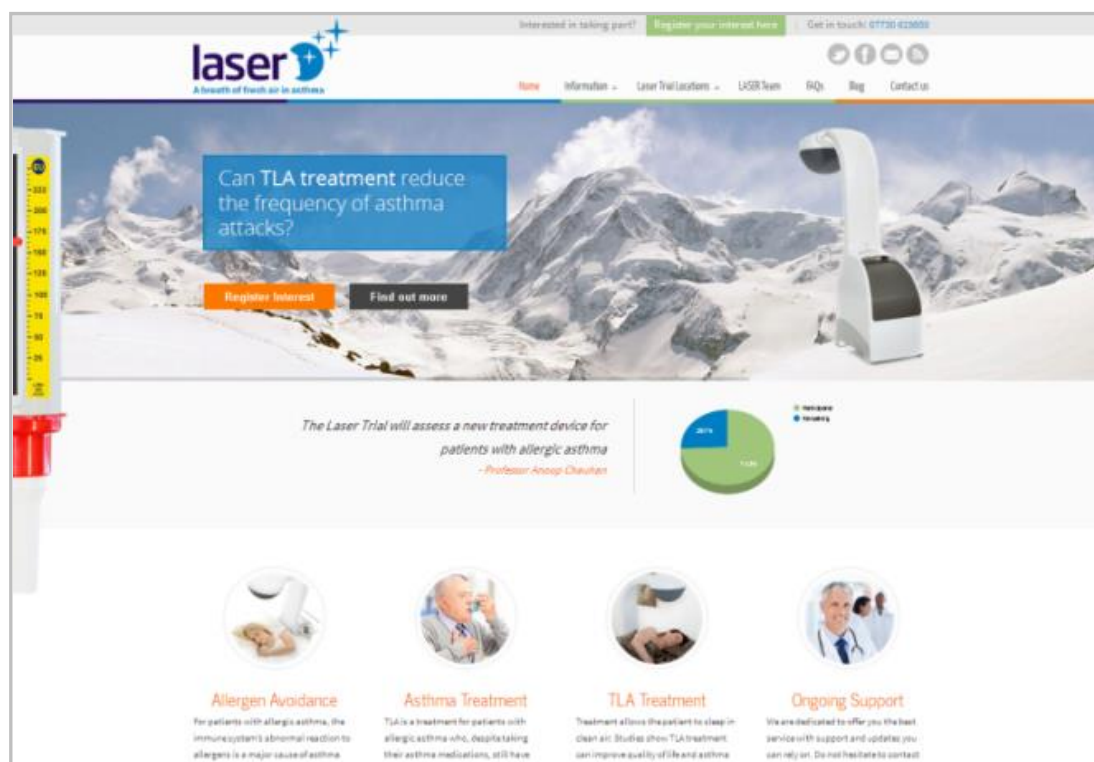 Interested in taking part? Register your interest here Get in touch!
laser
A breath of fresh air in asthma
Home Information Laser Trial Locations LASER Team FAQs Blog Contact us
Can TLA treatment reduce
the frequency of asthma
attacks?
Register Interest Find out more
The Laser Trial will assess a new treatment device for
patients with allergic asthma
- Professor Anoop Chauhan
Allergen Avoidance
For patients with allergic asthma, the
immune system's abnormal reaction to
allergens is a major cause of asthma
Asthma Treatment
TLA is a treatment for patients with
allergic asthma who, despite taking
their asthma medications, still have
TLA Treatment
Treatment allows the patient to sleep in
clean air. Studies show TLA treatment
can improve quality of life and asthma
Ongoing Support
We are dedicated to offer you the best
service with support and updates you
can rely on. Do not hesitate to contact